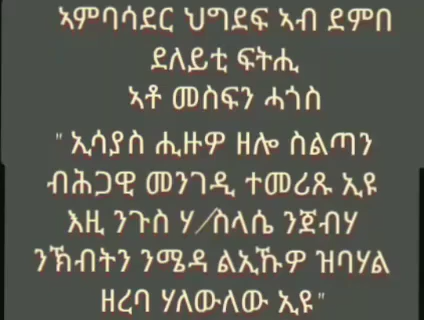 ኣምባሳደር ህግደፍ ኣብ ደምበ
ደለይቲ ፍትሒ
ኣቶ መስፍን ሓጎስ
" ኢሳያስ ሒዙዎ ዘሎ ስልጣን
ብሕጋዊ መንገዲ ተመሪጹ ኢዩ
እዚ ንጉስ ሃ/ስላሴ ንጀብሃ
ንኽብትን ንሜዳ ልኢኹዎ ዝባሃል
ዘረባ ሃለውለው ኢዩ"